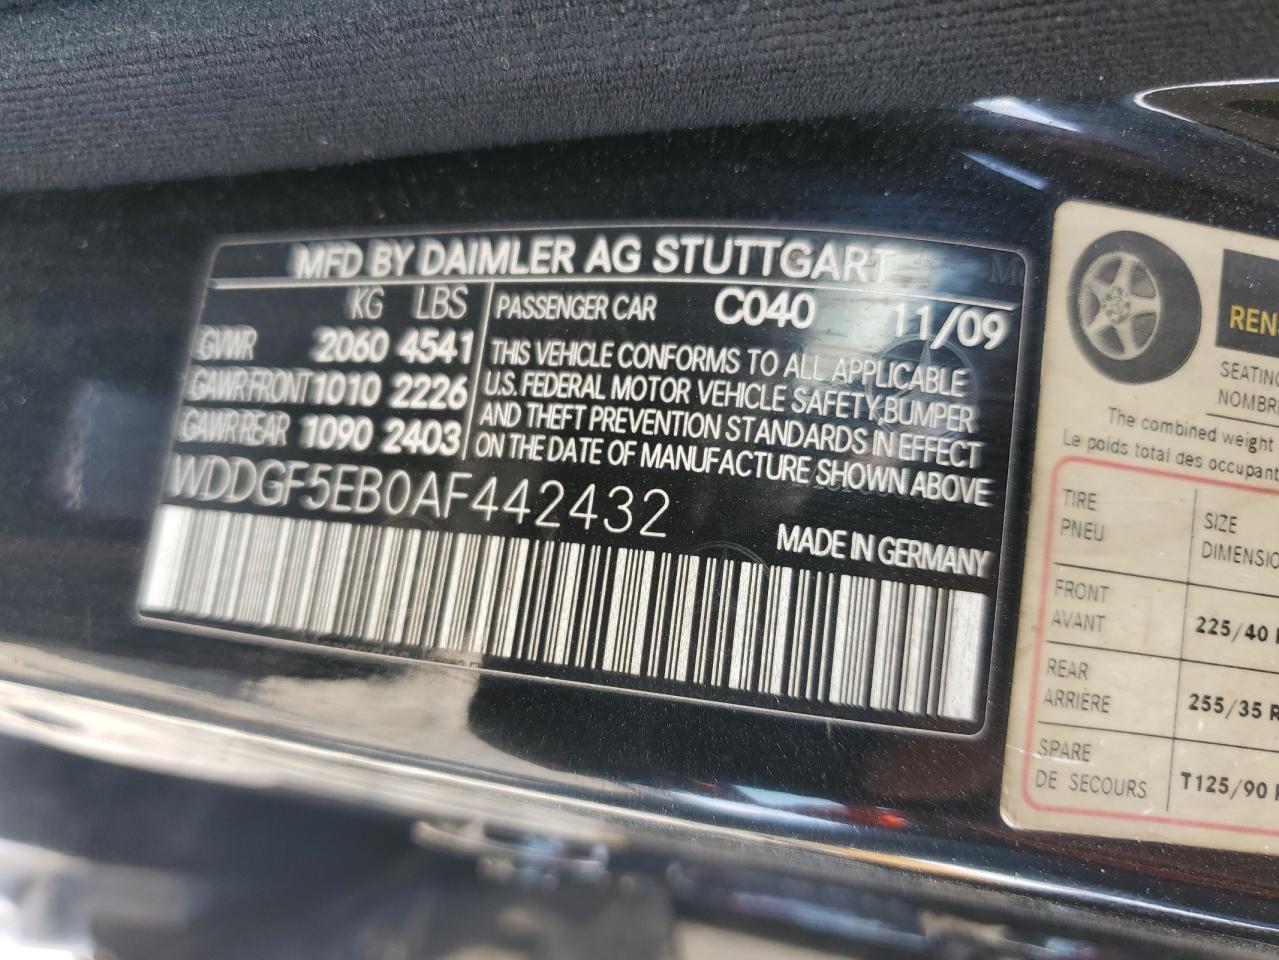 MFD BY DAIMLER AG STUTTGART
KG LBS
PASSENGER CAR C040 11/09
GVWR 2060 4541
GAWR FRONT 1010 2226
GAWR REAR 1090 2403
THIS VEHICLE CONFORMS TO ALL APPLICABLE
U.S. FEDERAL MOTOR VEHICLE SAFETY,BUMPER
AND THEFT PREVENTION STANDARDS IN EFFECT
ON THE DATE OF MANUFACTURE SHOWN ABOVE
WDDGF5EB0AF442432
MADE IN GERMANY
REN
SEATING
NOMBR
The combined weight
Le poids total des occupant
TIRE
PNEU
SIZE
DIMENSIO
FRONT
AVANT
225/40
REAR
ARRIÈRE
255/35 R
SPARE
DE SECOURS
T125/90